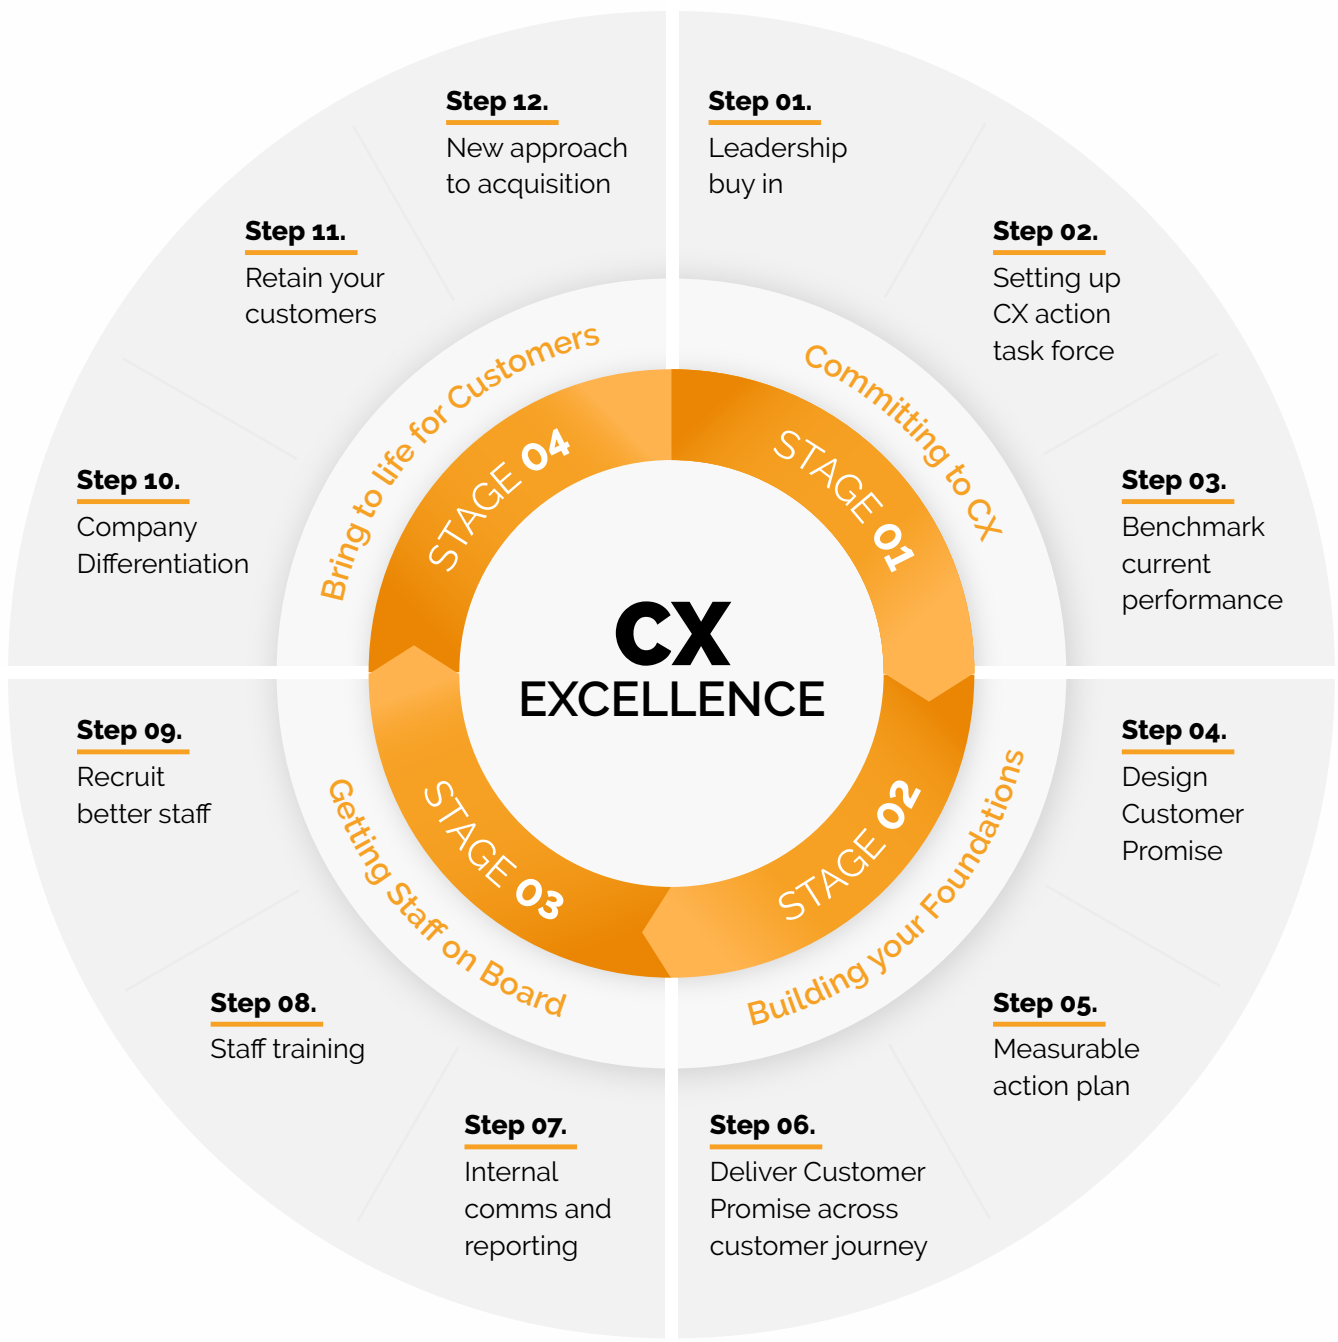 CX
EXCELLENCE
STAGE 01
Committing to CX
Step 01.
Leadership
buy in
Step 02.
Setting up
CX action
task force
Step 03.
Benchmark
current
performance
STAGE 02
Building your Foundations
Step 04.
Design
Customer
Promise
Step 05.
Measurable
action plan
Step 06.
Deliver Customer
Promise across
customer journey
STAGE 03
Getting Staff on Board
Step 07.
Internal
comms and
reporting
Step 08.
Staff training
Step 09.
Recruit
better staff
STAGE 04
Bring to life for Customers
Step 10.
Company
Differentiation
Step 11.
Retain your
customers
Step 12.
New approach
to acquisition